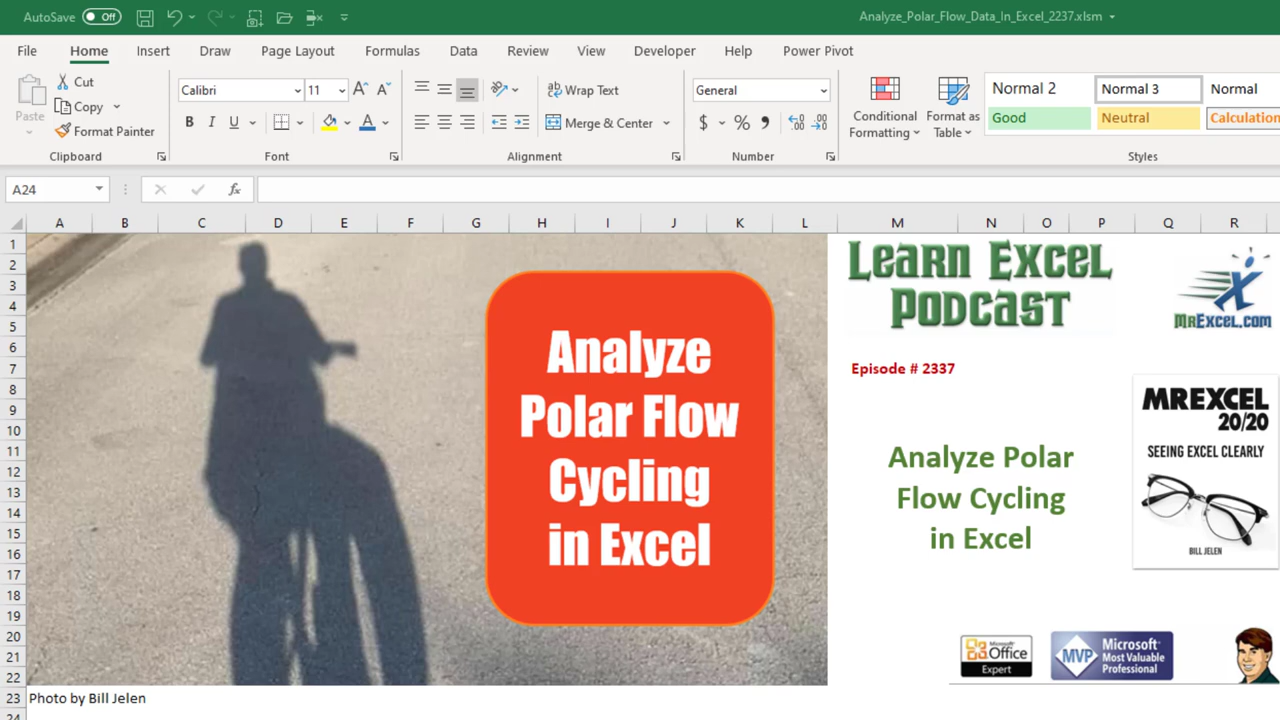 AutoSave Off Analyze_Polar_Flow_Data_In_Excel_2237.xlsm
File Home Insert Draw Page Layout Formulas Data Review View Developer Help Power Pivot
Paste
Cut
Copy
Format Painter
Clipboard
Calibri 11
B I U A
Font
Wrap Text
Merge & Center
Alignment
General
$ % ,
Number
Conditional
Formatting
Format as
Table
Normal 2 Normal 3 Normal
Good Neutral Calculation
Styles
A24 fx
A B C D E F G H I J K L M N O P Q R
1
2
3
4
5
6
7
8
9
10
11
12
13
14
15
16
17
18
19
20
21
22
23
24
Analyze
Polar Flow
Cycling
in Excel
Learn Excel
Podcast
MrExcel.com
Episode # 2337
Analyze Polar
Flow Cycling
in Excel
MREXCEL
20/20
SEEING EXCEL CLEARLY
BILL JELEN
Microsoft
Office
Expert
MVP
Microsoft
Most Valuable
Professional
Photo by Bill Jelen